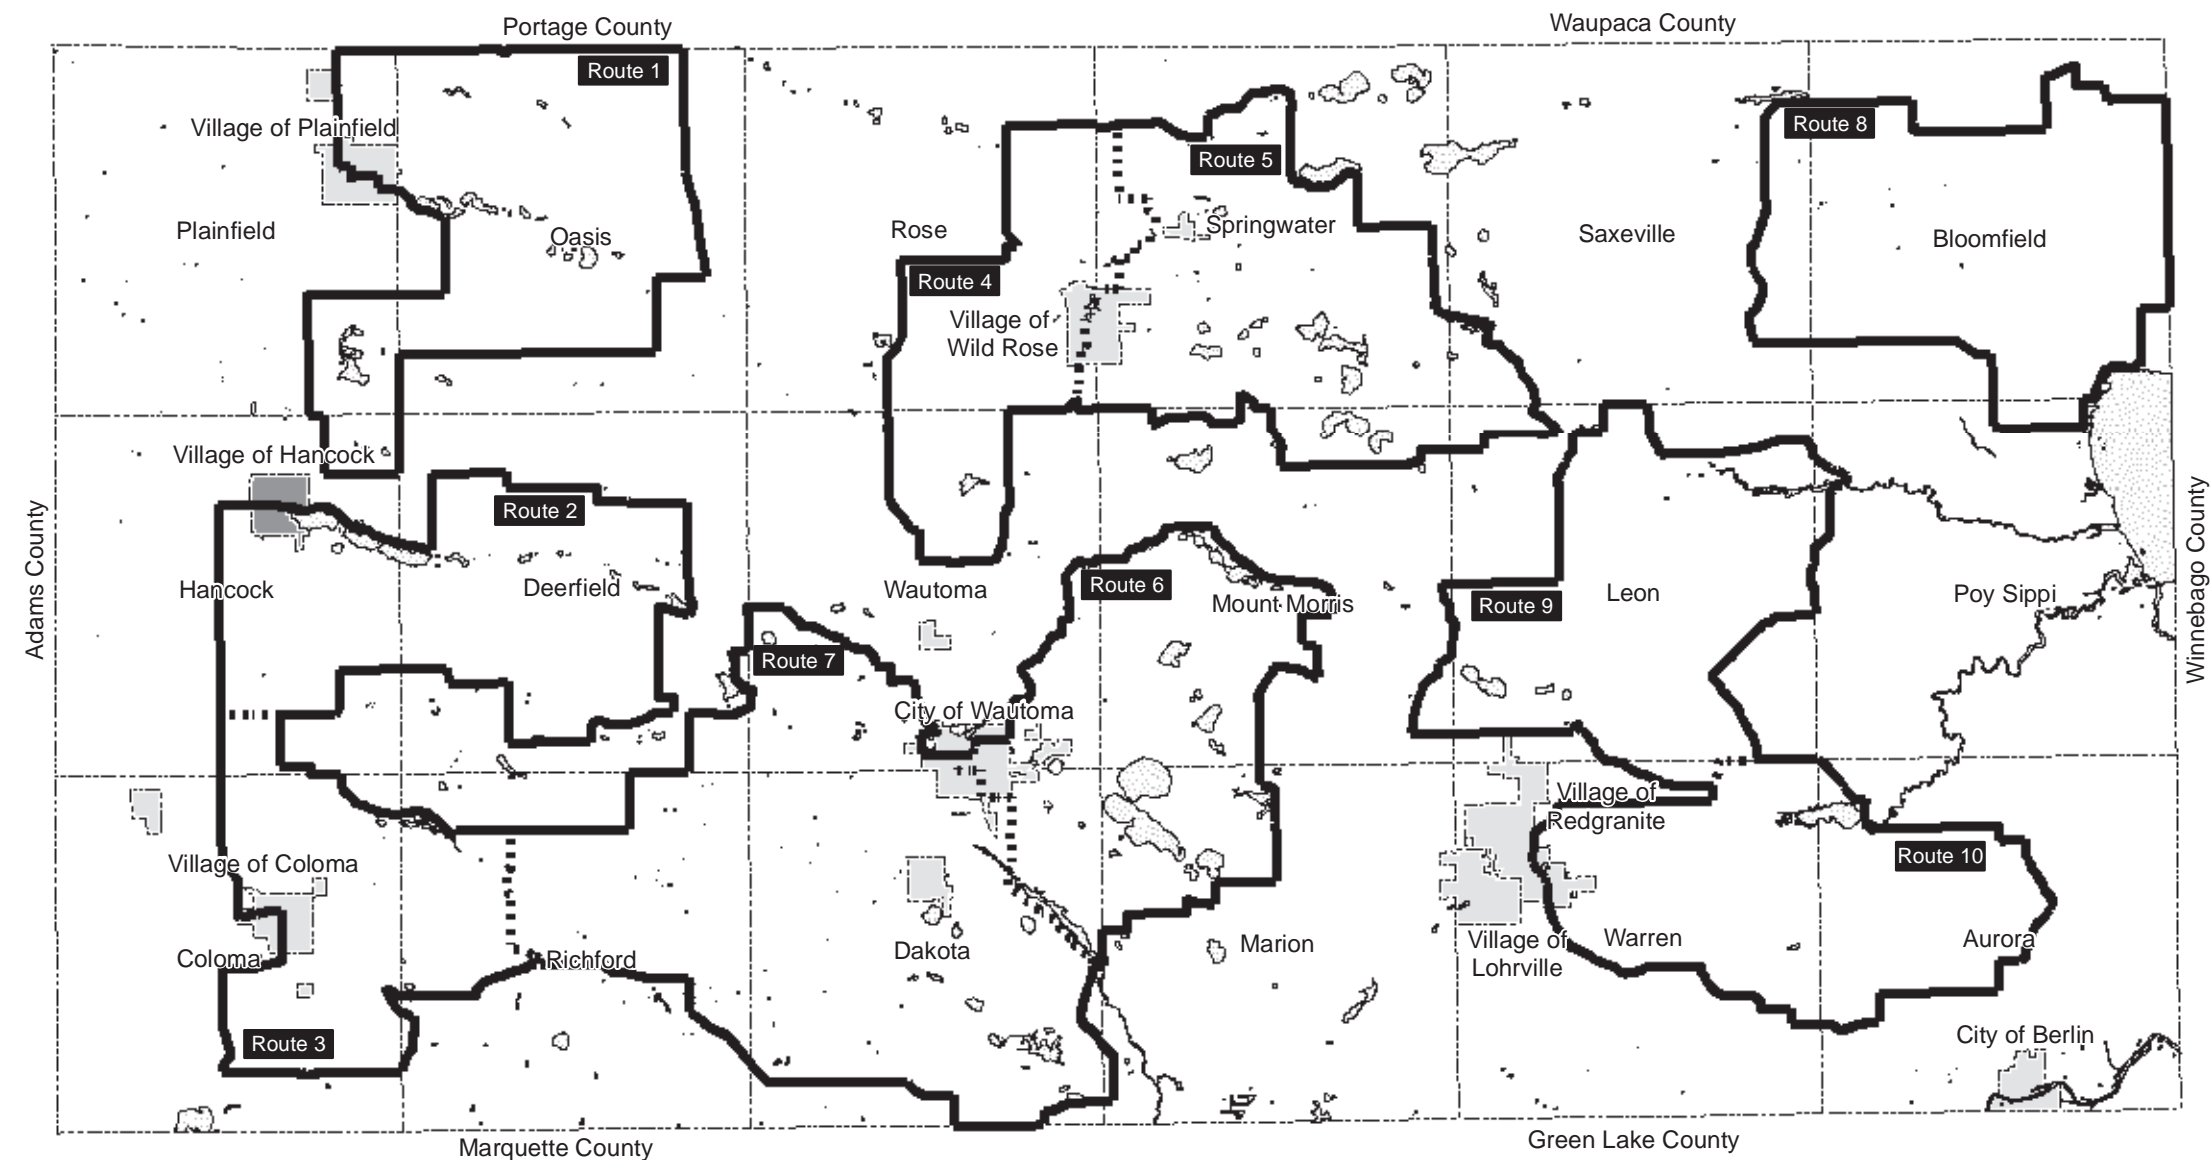 Portage County
Waupaca County
Route 1
Village of Plainfield
Route 8
Route 5
Plainfield
Oasis
Rose
Springwater
Saxeville
Bloomfield
Route 4
Village of
Wild Rose
Village of Hancock
Route 2
Adams County
Winnebago County
Hancock
Deerfield
Wautoma
Route 6
Mount Morris
Route 9
Leon
Poy Sippi
Route 7
City of Wautoma
Village of
Redgranite
Village of Coloma
Route 10
Coloma
Richford
Dakota
Marion
Village of
Lohrville
Warren
Aurora
Route 3
City of Berlin
Marquette County
Green Lake County